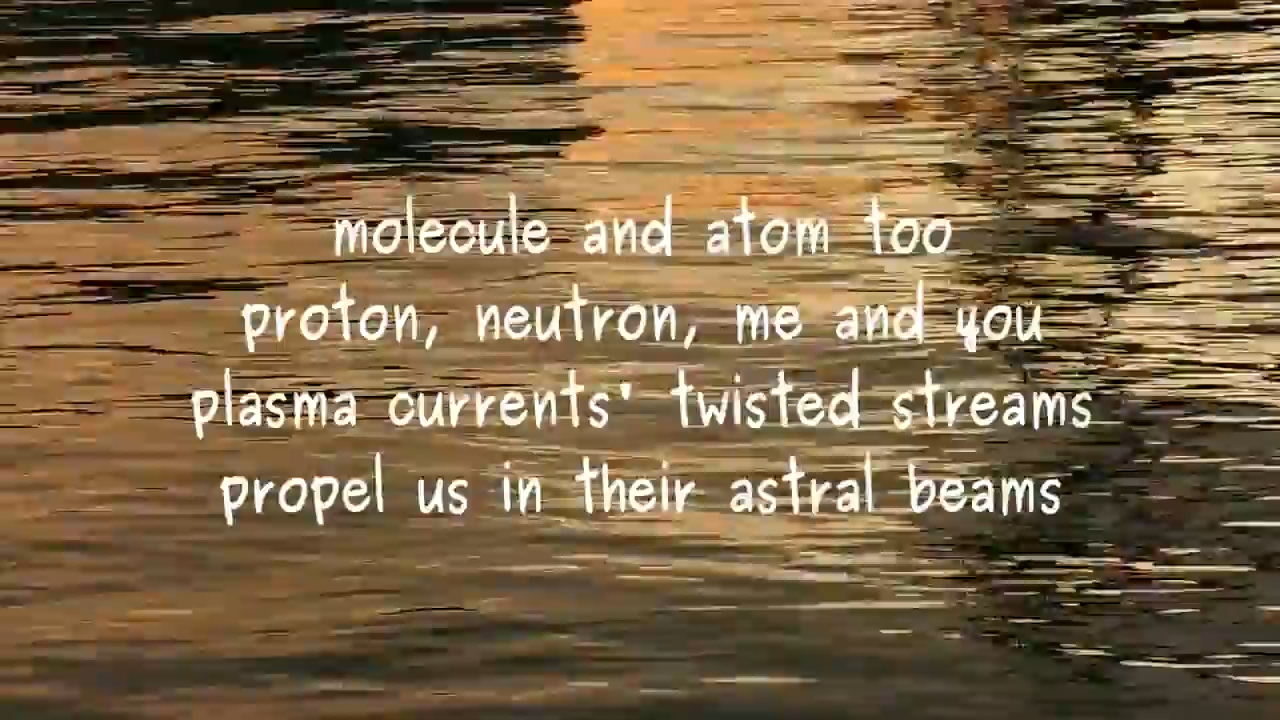 molecule and atom too
proton, neutron, me and you
plasma currents' twisted streams
propel us in their astral beams